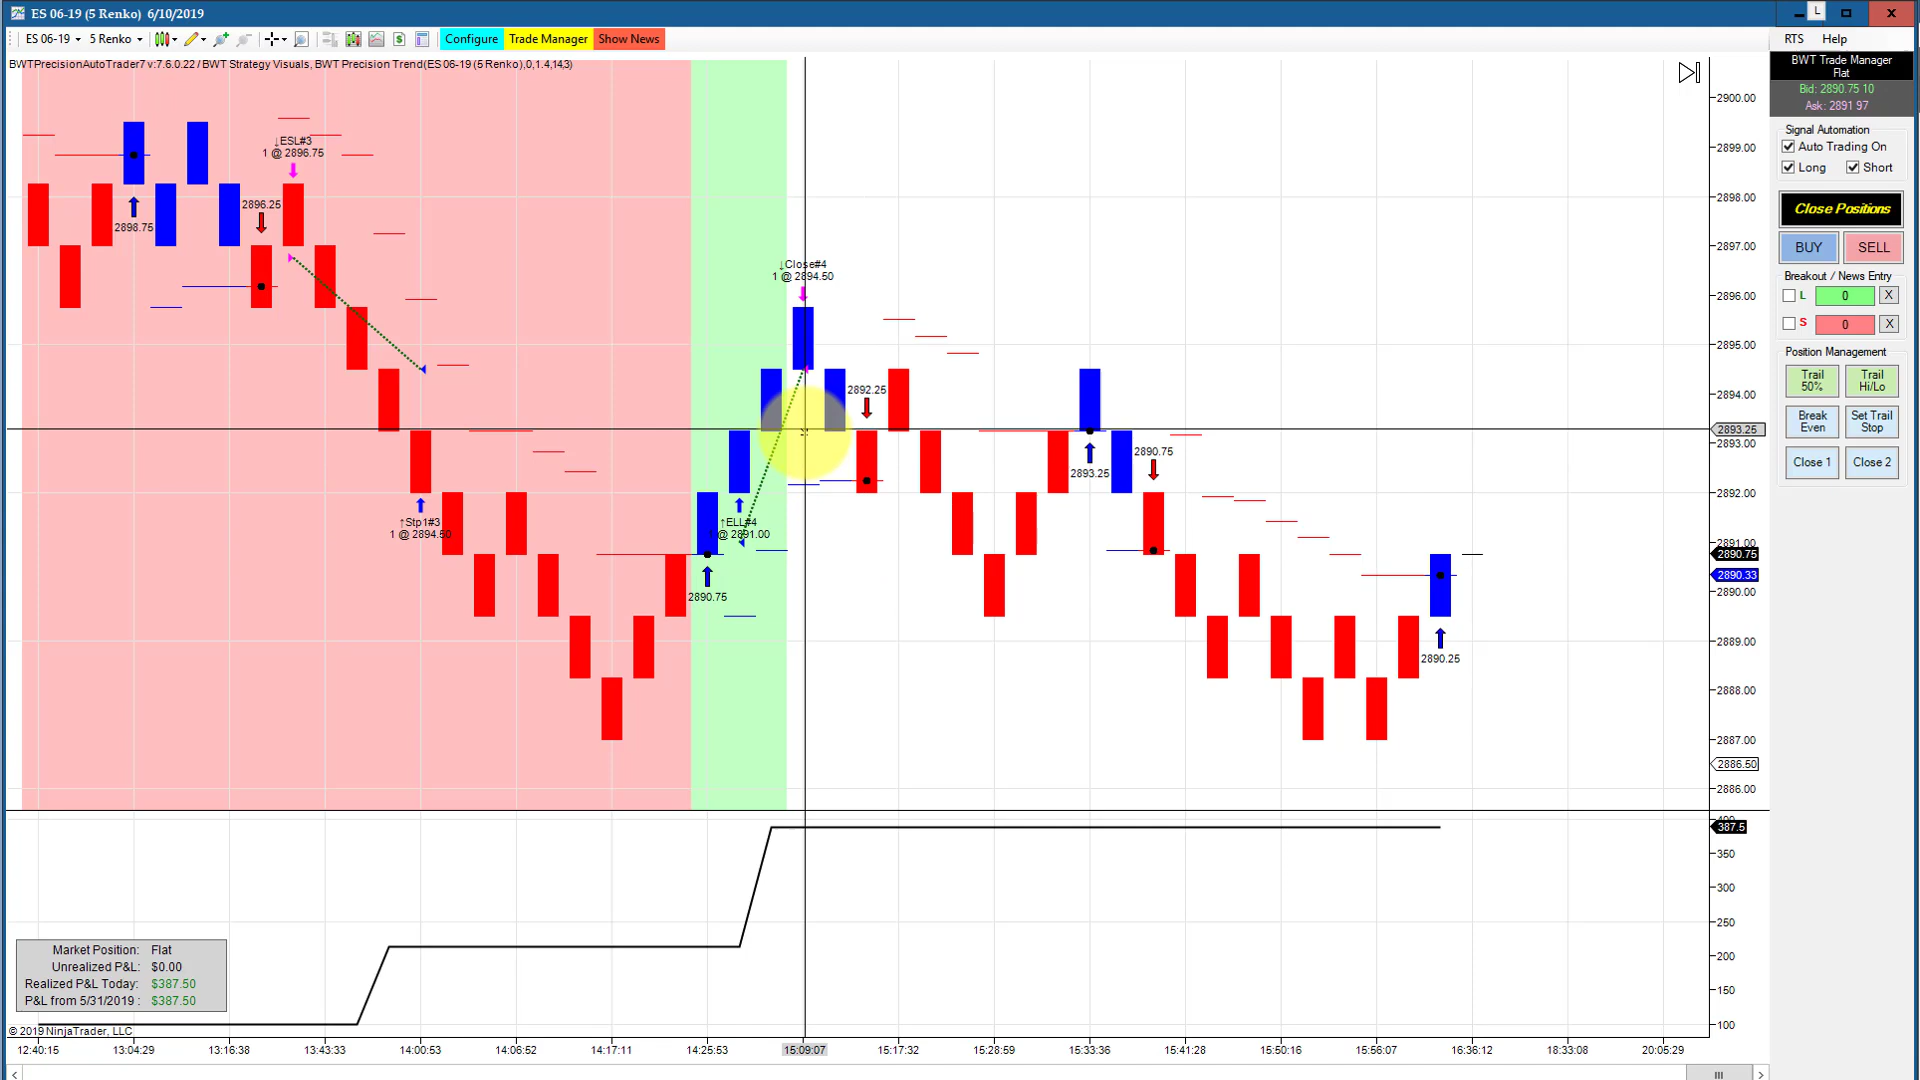 ES 06-19 (5 Renko)  6/10/2019
L
ES 06-19
5 Renko
Configure
Trade Manager
Show News
RTS
Help
BWTPrecisionAutoTrader7 v:7.6.0.22 / BWT Strategy Visuals, BWT Precision Trend(ES 06-19 (5 Renko),0,1.4,14,3)
BWT Trade Manager
Flat
Bid: 2890.75 10
Ask: 2891 97
Signal Automation
Auto Trading On
Long
Short
Close Positions
BUY
SELL
Breakout / News Entry
L
0
X
S
0
X
Position Management
Trail
50%
Trail
Hi/Lo
Break
Even
Set Trail
Stop
Close 1
Close 2
2900.00
2899.00
2898.00
2897.00
2896.00
2895.00
2894.00
2893.25
2893.00
2892.00
2891.00
2890.75
2890.33
2890.00
2889.00
2888.00
2887.00
2886.50
2886.00
↓ESL#3
1 @ 2896.75
2896.25
2898.75
↓Close#4
1 @ 2894.50
2892.25
2890.75
2893.25
↑Stp1#3
1 @ 2894.50
↑ELL#4
1 @ 2891.00
2890.75
2890.25
400
387.5
350
300
250
200
150
100
Market Position: Flat
Unrealized P&L: $0.00
Realized P&L Today: $387.50
P&L from 5/31/2019 : $387.50
© 2019 NinjaTrader, LLC
12:40:15
13:04:29
13:16:38
13:43:33
14:00:53
14:06:52
14:17:11
14:25:53
15:09:07
15:17:32
15:28:59
15:33:36
15:41:28
15:50:16
15:56:07
16:36:12
18:33:08
20:05:29